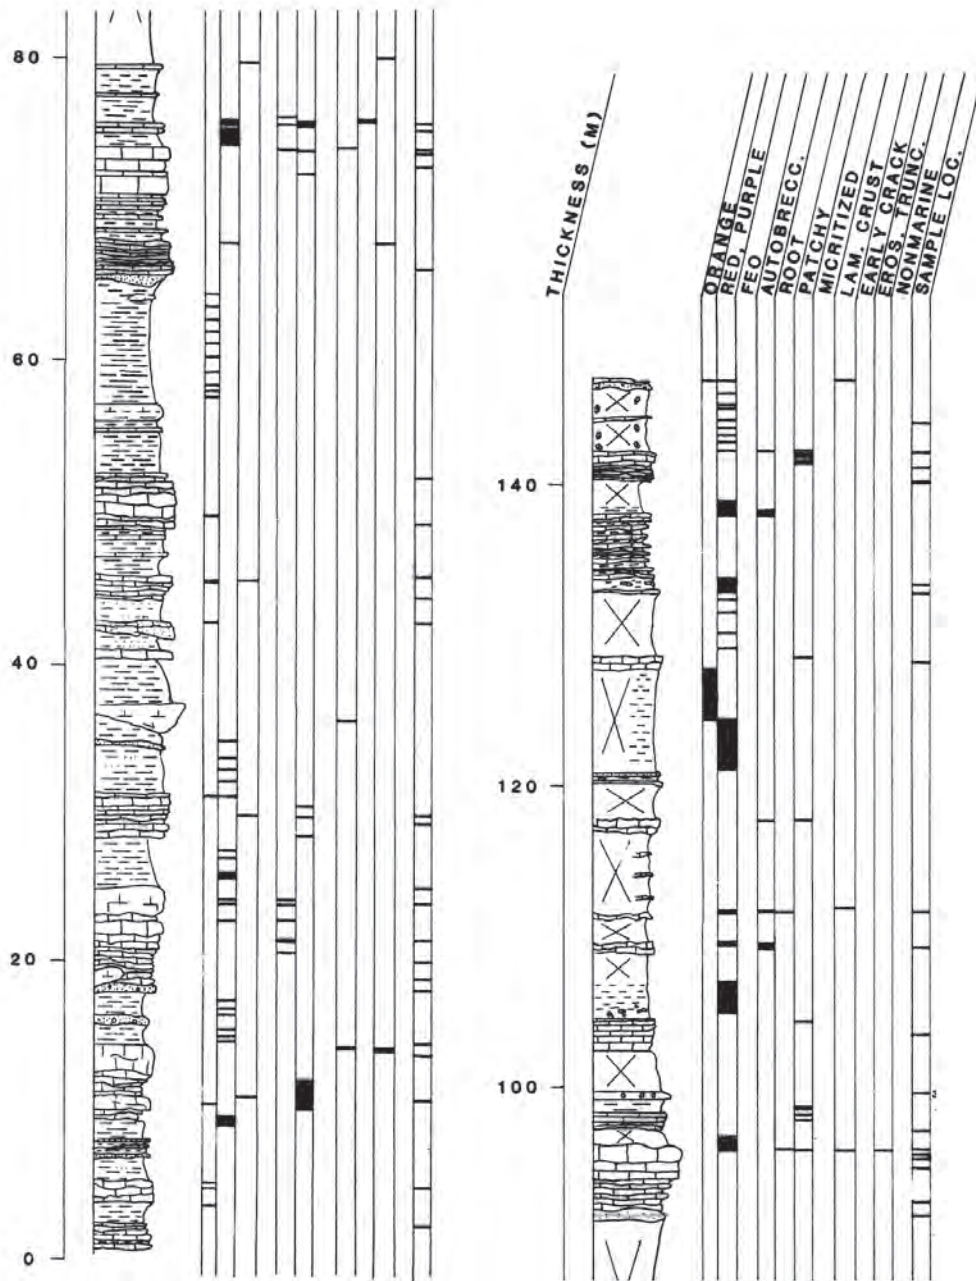 80
60
40
20
0
THICKNESS (M)
ORANGE
RED, PURPLE
FEO
AUTOBRECC.
ROOT
PATCHY
MICRITIZED
LAM. CRUST
EARLY CRACK
EROS. TRUNC.
NONMARINE
SAMPLE LOC.
140
120
100